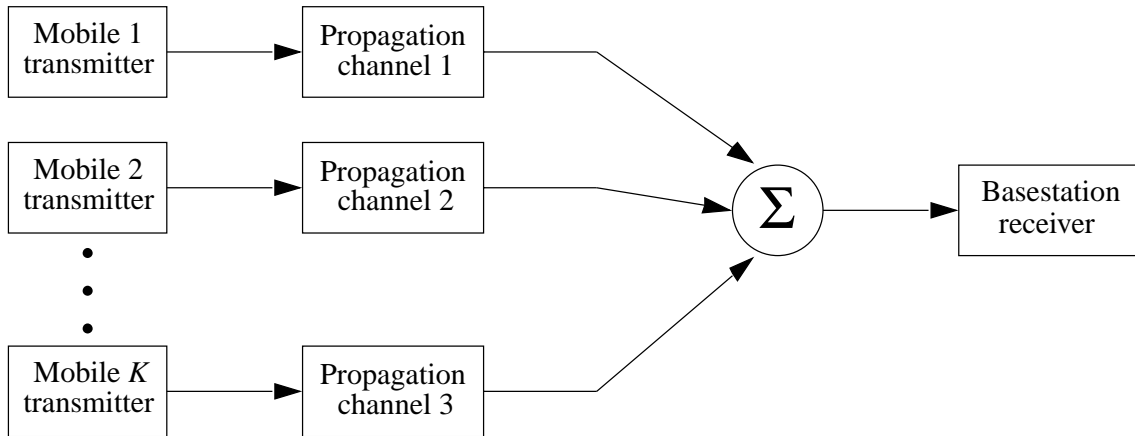 Mobile 1
transmitter
Propagation
channel 1
Mobile 2
transmitter
Propagation
channel 2
Σ
Basestation
receiver
Mobile K
transmitter
Propagation
channel 3